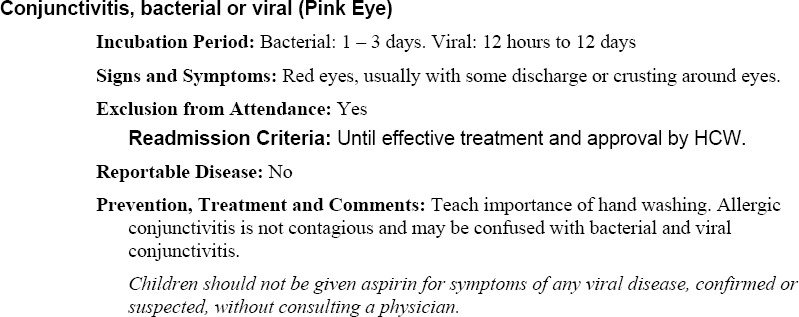 Conjunctivitis, bacterial or viral (Pink Eye)
Incubation Period: Bacterial: 1 – 3 days. Viral: 12 hours to 12 days
Signs and Symptoms: Red eyes, usually with some discharge or crusting around eyes.
Exclusion from Attendance: Yes
Readmission Criteria: Until effective treatment and approval by HCW.
Reportable Disease: No
Prevention, Treatment and Comments: Teach importance of hand washing. Allergic
conjunctivitis is not contagious and may be confused with bacterial and viral
conjunctivitis.
Children should not be given aspirin for symptoms of any viral disease, confirmed or
suspected, without consulting a physician.